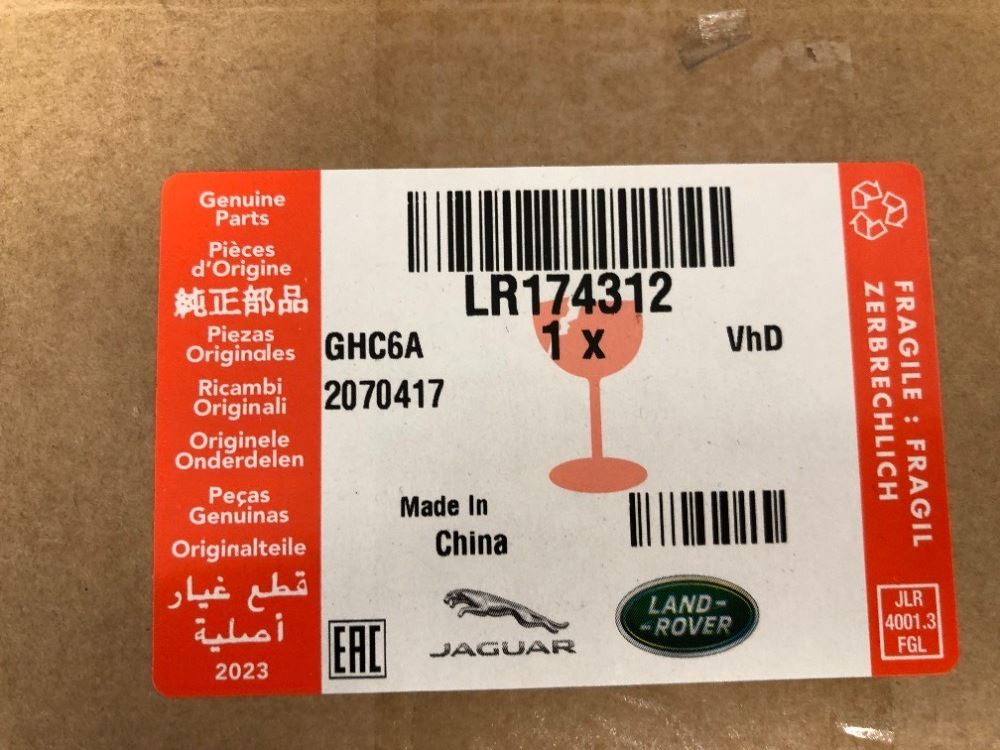 Genuine
Parts
Pièces
d'Origine
純正部品
Piezas
Originales
Ricambi
Originali
Originele
Onderdelen
Peças
Genuinas
Originalteile
قطع غيار
أصلية
2023
LR174312
GHC6A
1 x
VhD
2070417
Made In
China
EAC
JAGUAR
LAND-
-ROVER
FRAGILE : FRAGIL
ZERBRECHLICH
JLR
4001.3
FGL